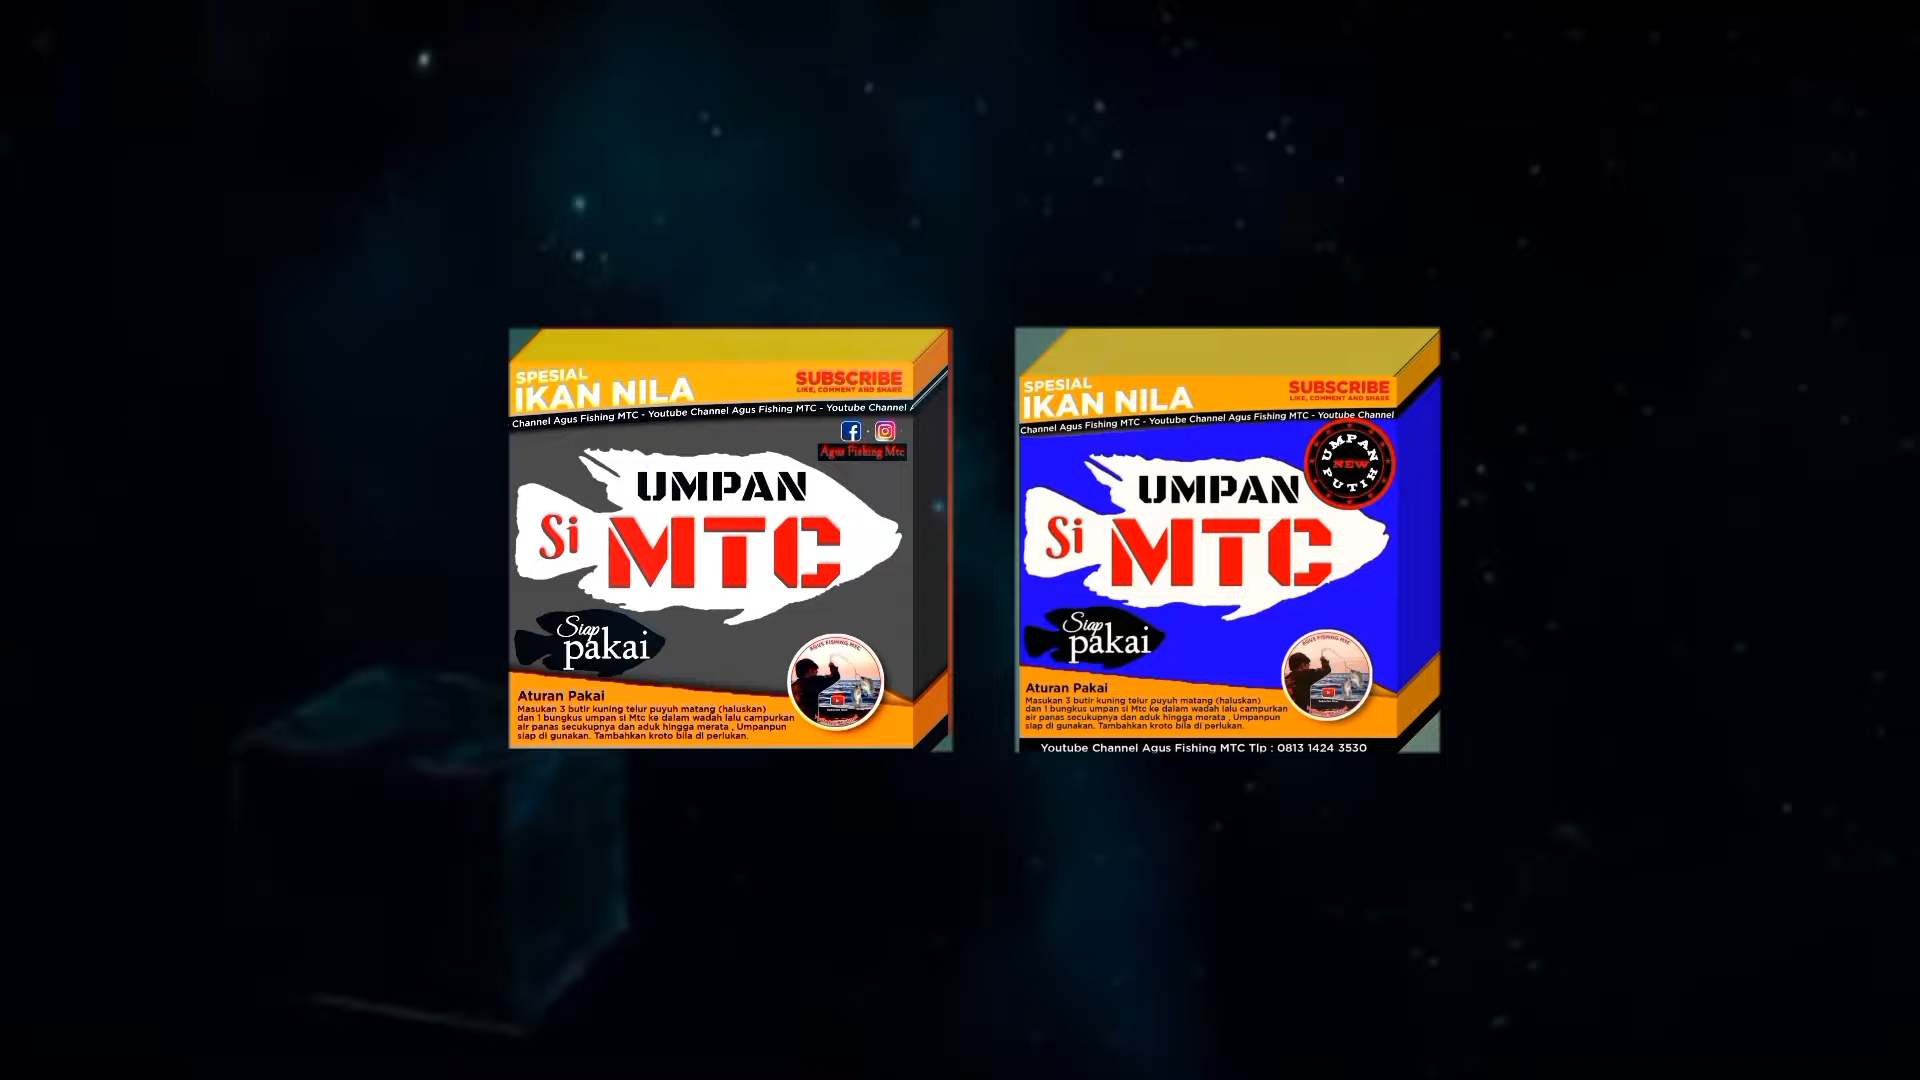 SPESIAL
IKAN NILA
SUBSCRIBE
LIKE, COMMENT AND SHARE
Channel Agus Fishing MTC - Youtube Channel Agus Fishing MTC - Youtube Channel
Agus Fishing Mtc
UMPAN
Si MTC
Siap
pakai
AGUS FISHING MTC
Aturan Pakai
Masukan 3 butir kuning telur puyuh matang (haluskan)
dan 1 bungkus umpan si Mtc ke dalam wadah lalu campurkan
air panas secukupnya dan aduk hingga merata , Umpanpun
siap di gunakan. Tambahkan kroto bila di perlukan.
SPESIAL
IKAN NILA
SUBSCRIBE
LIKE, COMMENT AND SHARE
Channel Agus Fishing MTC - Youtube Channel Agus Fishing MTC - Youtube Channel
UMPAN
NEW
PUTIH
UMPAN
Si MTC
Siap
pakai
AGUS FISHING MTC
Aturan Pakai
Masukan 3 butir kuning telur puyuh matang (haluskan)
dan 1 bungkus umpan si Mtc ke dalam wadah lalu campurkan
air panas secukupnya dan aduk hingga merata , Umpanpun
siap di gunakan. Tambahkan kroto bila di perlukan.
Youtube Channel Agus Fishing MTC Tlp : 0813 1424 3530